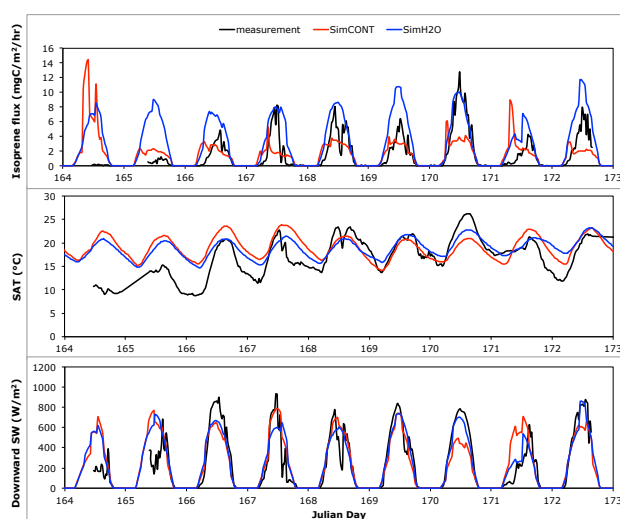 measurement SimCONT SimH2O
Isoprene flux (mgC/m²/hr)
16
14
12
10
8
6
4
2
0
164 165 166 167 168 169 170 171 172 173
SAT (°C)
30
25
20
15
10
5
0
164 165 166 167 168 169 170 171 172 173
Downward SW (W/m²)
1200
1000
800
600
400
200
0
164 165 166 167 168 169 170 171 172 173
Julian Day